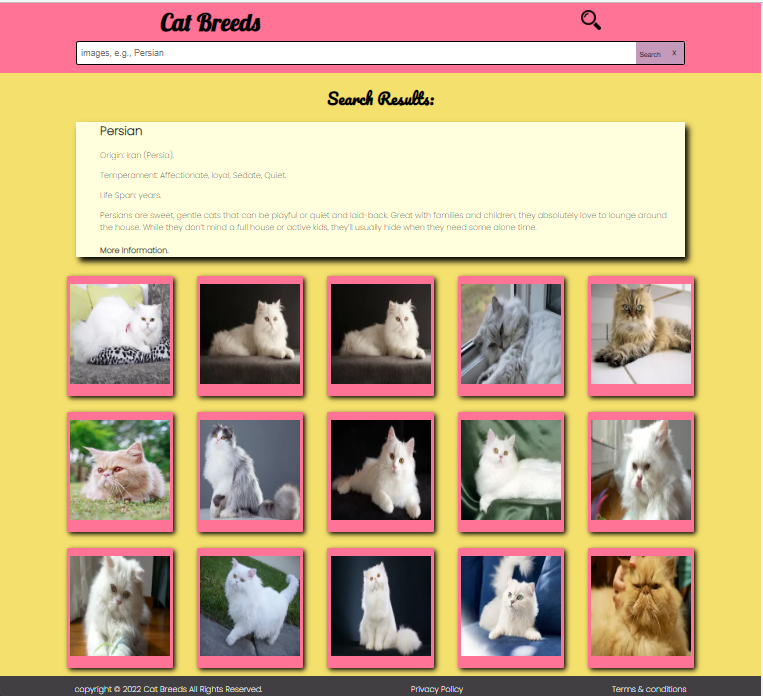 Cat Breeds
images, e.g., Persian
Search
X
Search Results:
Persian
Origin: Iran (Persia).
Temperament: Affectionate, loyal, Sedate, Quiet.
Life Span: years.
Persians are sweet, gentle cats that can be playful or quiet and laid-back. Great with families and children, they absolutely love to lounge around
the house. While they don't mind a full house or active kids, they'll usually hide when they need some alone time.
More Information.
copyright © 2022 Cat Breeds All Rights Reserved.
Privacy Policy
Terms & conditions